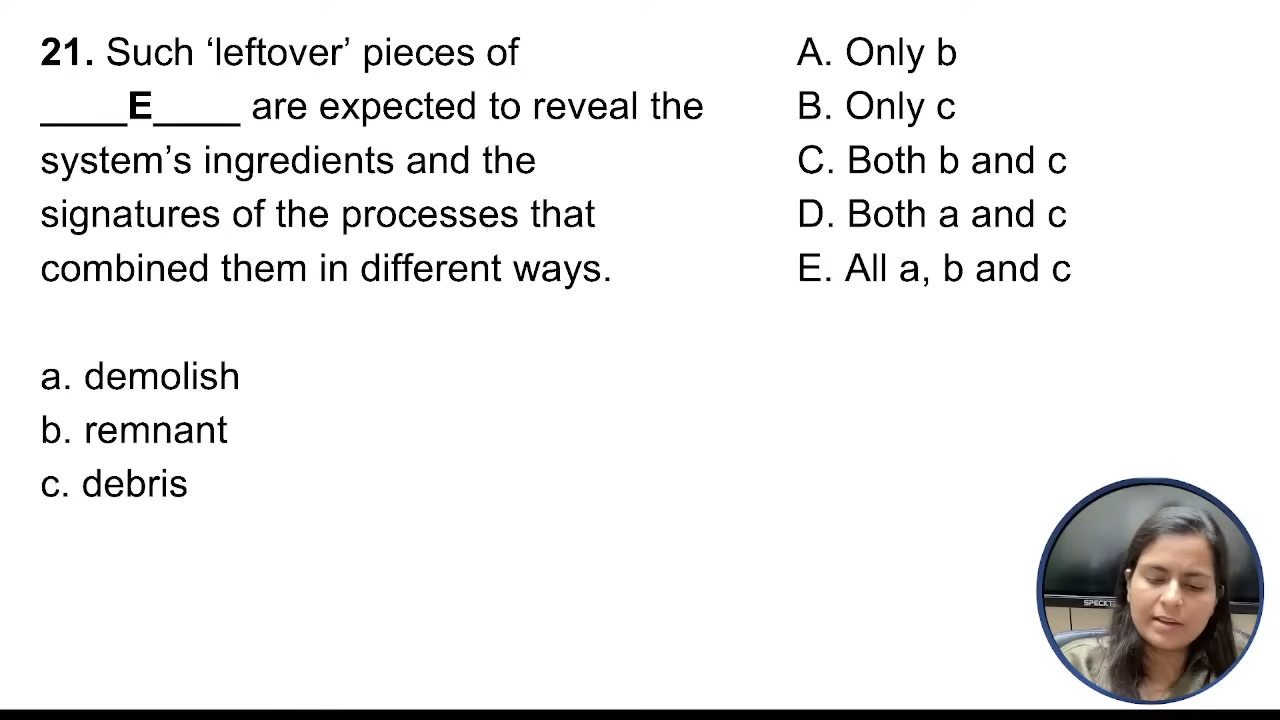 21. Such ‘leftover’ pieces of
____E____ are expected to reveal the
system’s ingredients and the
signatures of the processes that
combined them in different ways.
a. demolish
b. remnant
c. debris
A. Only b
B. Only c
C. Both b and c
D. Both a and c
E. All a, b and c